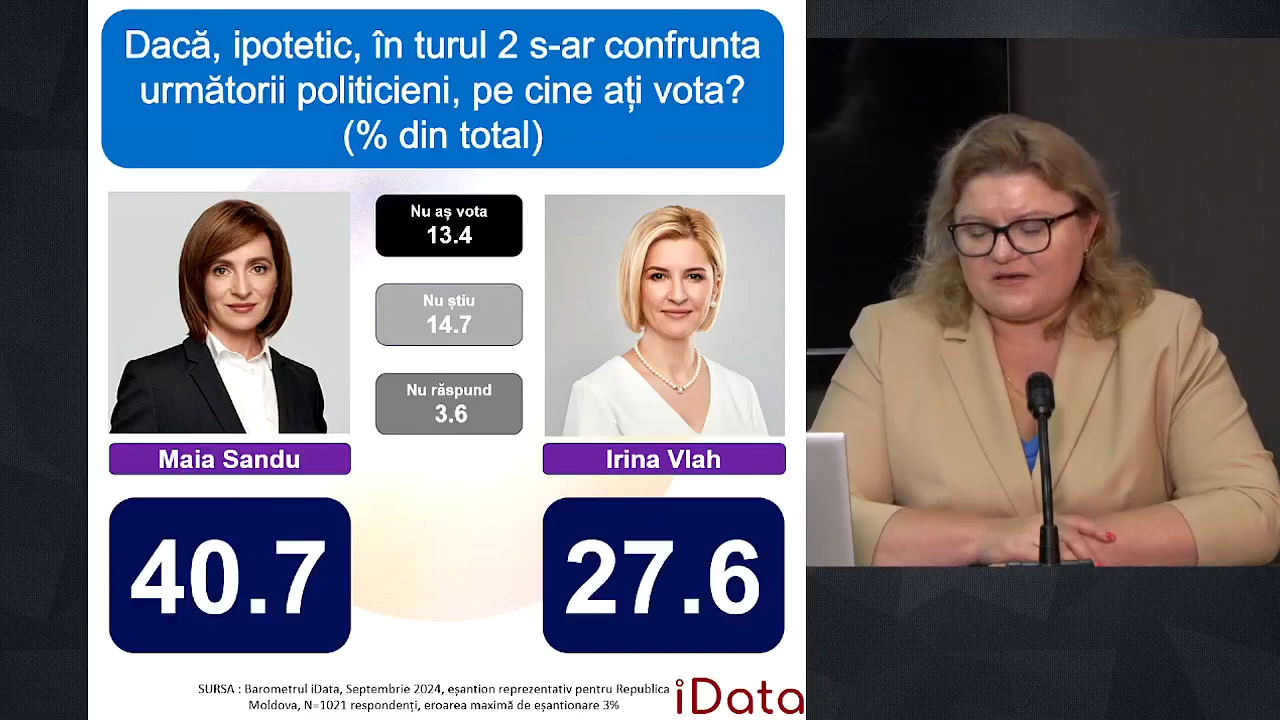 Dacă, ipotetic, în turul 2 s-ar confrunta
următorii politicieni, pe cine ați vota?
(% din total)
Nu aș vota
13.4
Nu știu
14.7
Nu răspund
3.6
Maia Sandu
Irina Vlah
40.7
27.6
SURSA : Barometrul iData, Septembrie 2024, eșantion reprezentativ pentru Republica
Moldova, N=1021 respondenți, eroarea maximă de eșantionare 3%
iData